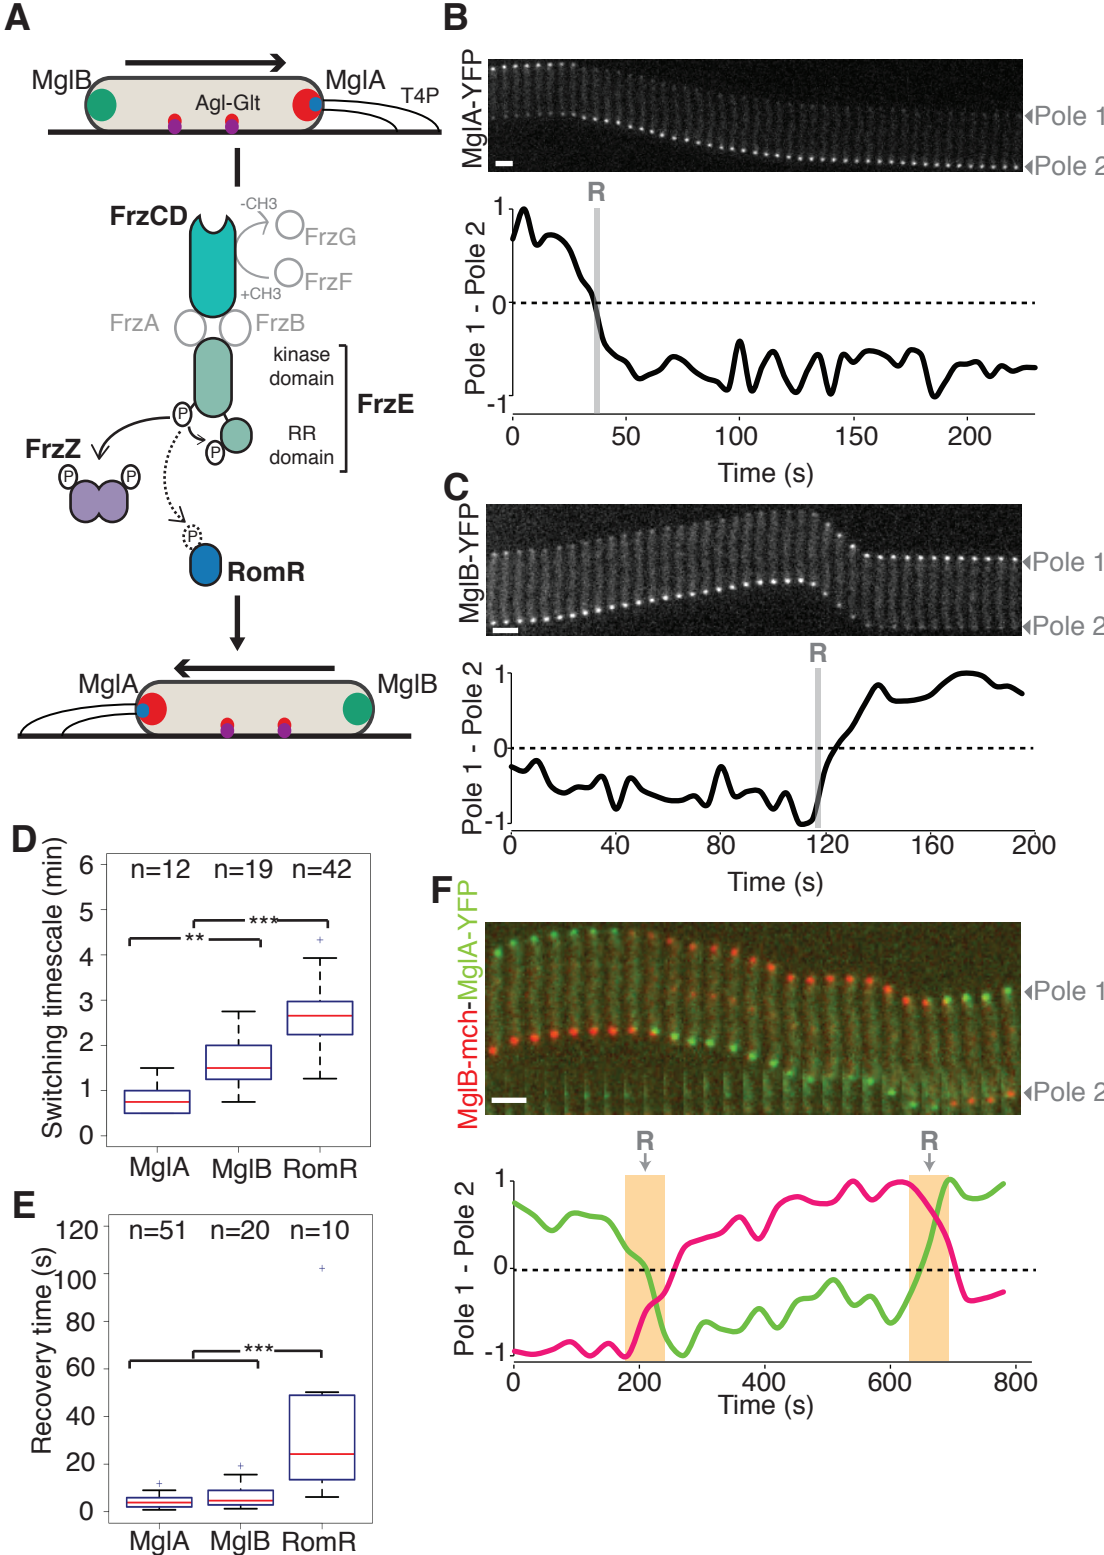 A
MglB
MglA
Agl-Glt
T4P
FrzCD
-CH3
FrzG
FrzF
+CH3
FrzA
FrzB
kinase
domain
FrzE
P
RR
domain
P
FrzZ
P
P
P
RomR
MglA
MglB
B
MglA-YFP
Pole 1
Pole 2
R
Pole 1 - Pole 2
1
0
-1
0
50
100
150
200
Time (s)
C
MglB-YFP
Pole 1
Pole 2
R
Pole 1 - Pole 2
1
0
-1
0
40
80
120
160
200
Time (s)
D
Switching timescale (min)
6
5
4
3
2
1
0
n=12
n=19
n=42
***
**
MglA
MglB
RomR
E
Recovery time (s)
120
100
80
60
40
20
0
n=51
n=20
n=10
***
MglA
MglB
RomR
F
MglB-mch-MglA-YFP
Pole 1
Pole 2
R
R
Pole 1 - Pole 2
1
0
-1
0
200
400
600
800
Time (s)